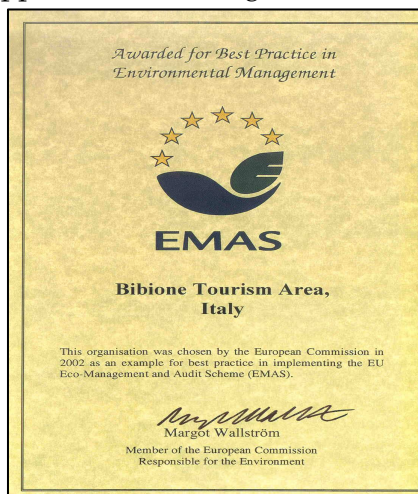 Awarded for Best Practice in
Environmental Management
EMAS
Bibione Tourism Area,
Italy
This organisation was chosen by the European Commission in
2002 as an example for best practice in implementing the EU
Eco-Management and Audit Scheme (EMAS).
Margot Wallström
Member of the European Commission
Responsible for the Environment